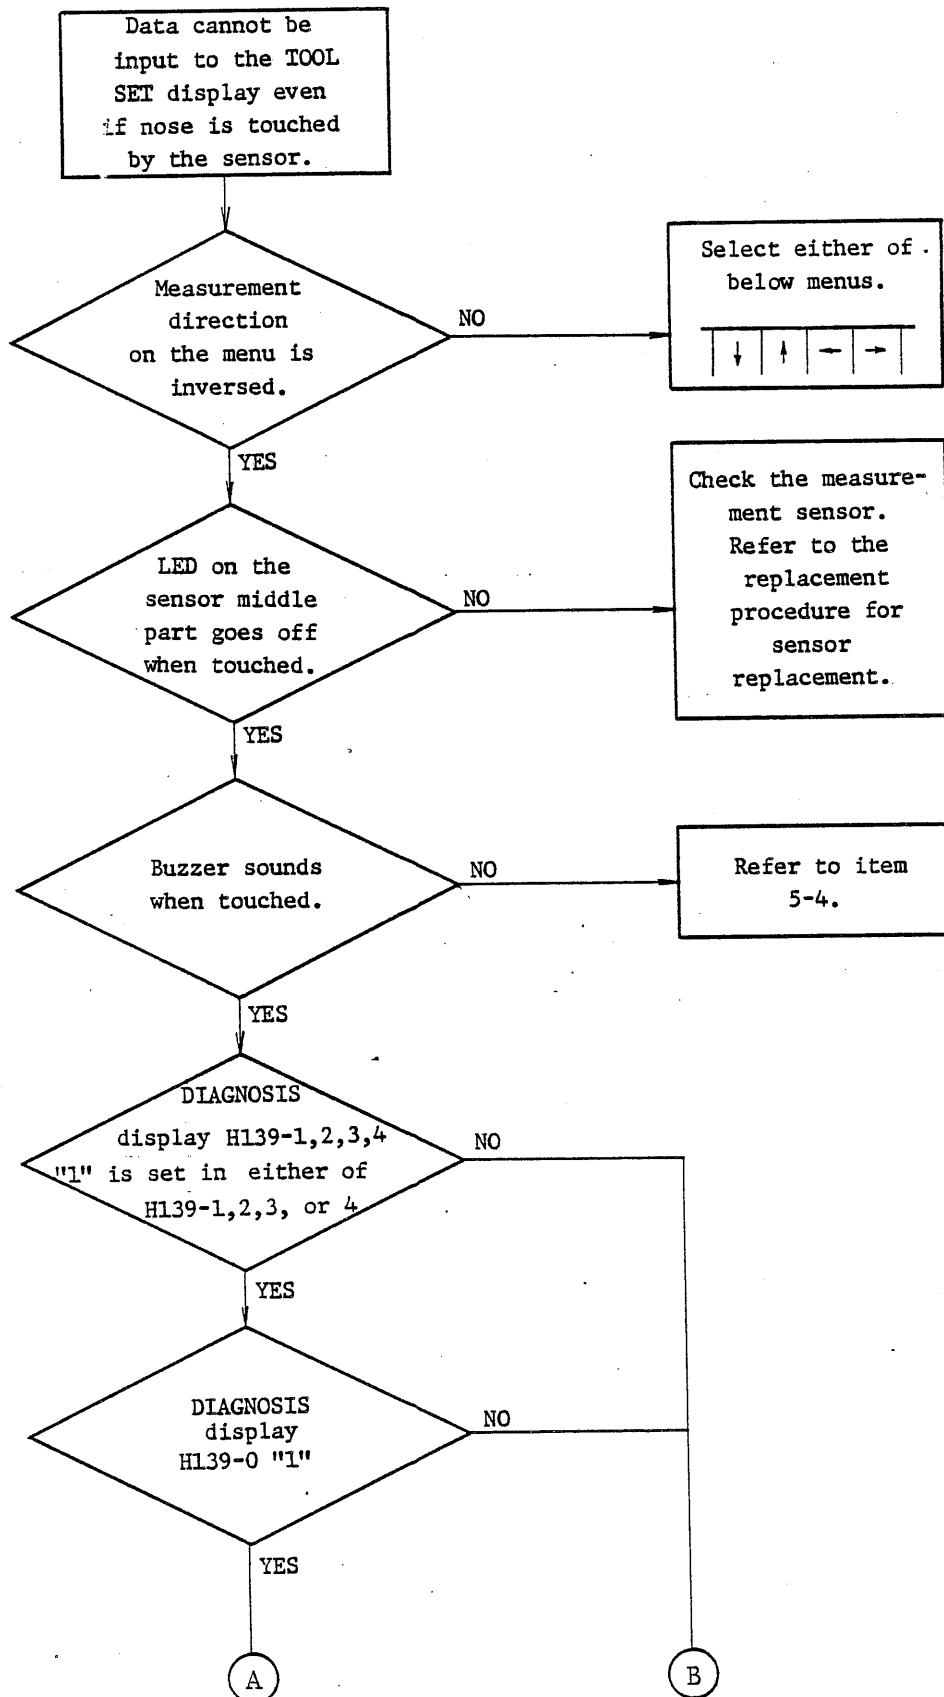 Data cannot be
input to the TOOL
SET display even
if nose is touched
by the sensor.
Measurement
direction
on the menu is
inversed.
NO
Select either of
below menus.
↓ ↑ ← →
YES
LED on the
sensor middle
part goes off
when touched.
NO
Check the measure-
ment sensor.
Refer to the
replacement
procedure for
sensor
replacement.
YES
Buzzer sounds
when touched.
NO
Refer to item
5-4.
YES
DIAGNOSIS
display H139-1,2,3,4
"1" is set in either of
H139-1,2,3, or 4
NO
YES
DIAGNOSIS
display
H139-0 "1"
NO
YES
A
B